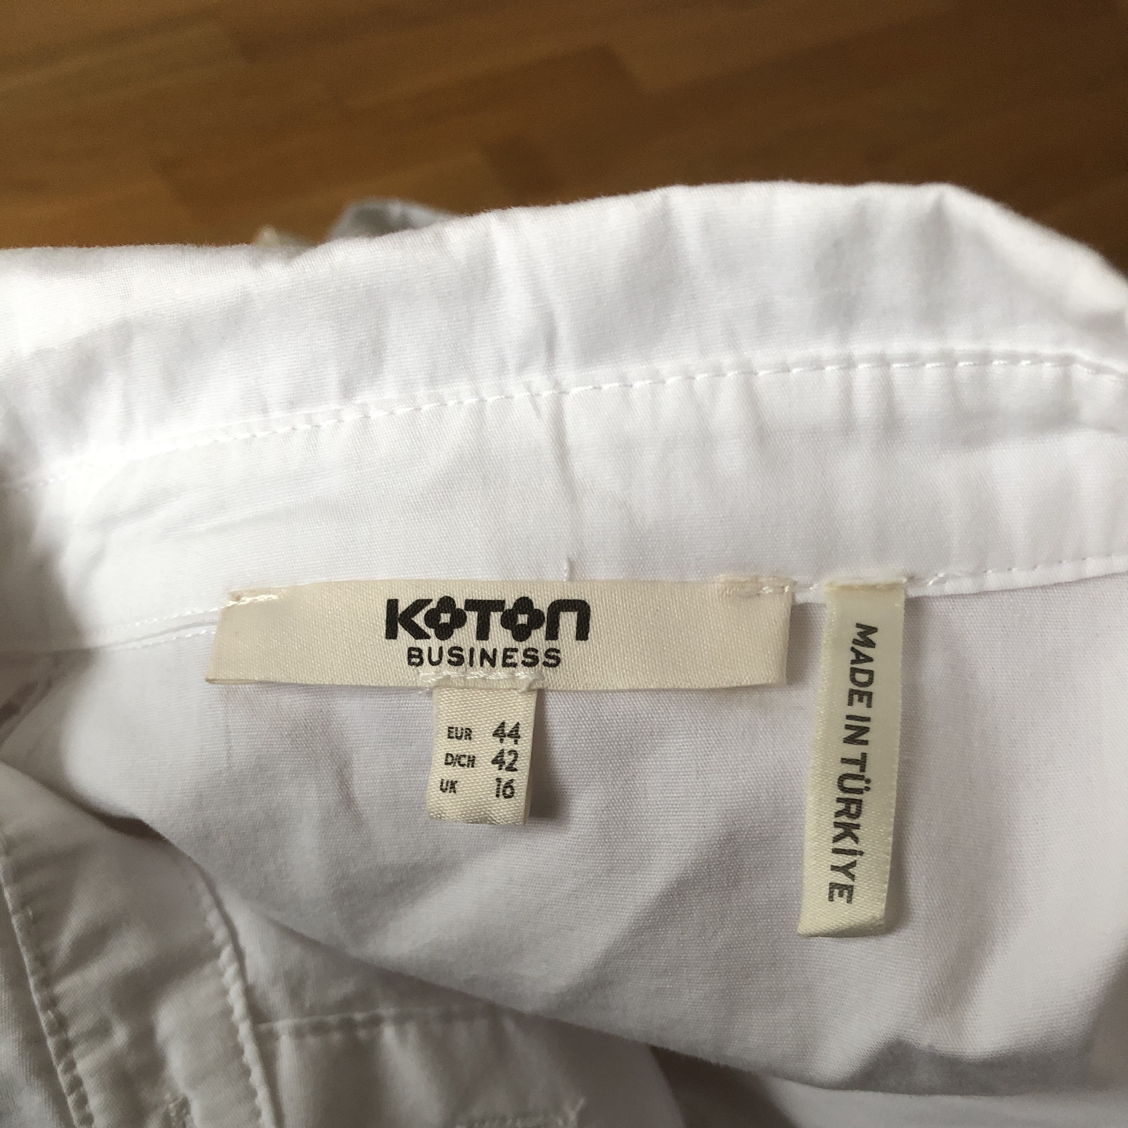 KOTON
BUSINESS
EUR 44
D/CH 42
UK 16
MADE IN TÜRKİYE